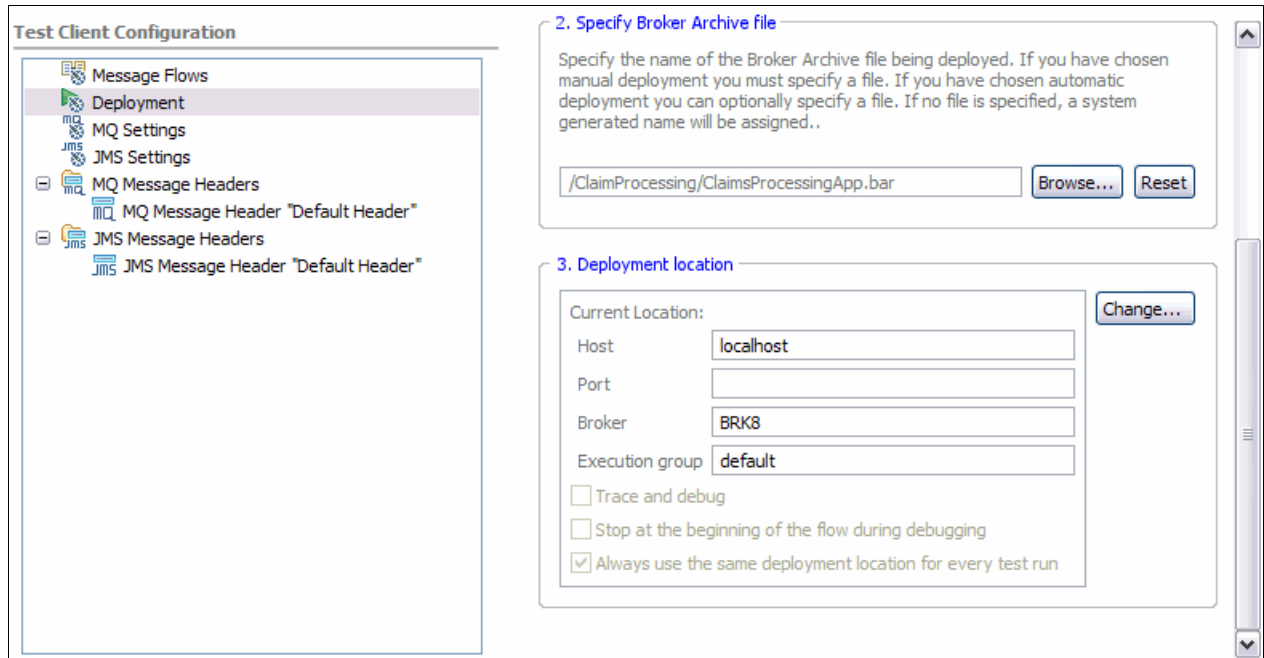 Test Client Configuration
Message Flows
Deployment
MQ Settings
JMS Settings
MQ Message Headers
MQ Message Header "Default Header"
JMS Message Headers
JMS Message Header "Default Header"
2. Specify Broker Archive file
Specify the name of the Broker Archive file being deployed. If you have chosen
manual deployment you must specify a file. If you have chosen automatic
deployment you can optionally specify a file. If no file is specified, a system
generated name will be assigned..
/ClaimProcessing/ClaimsProcessingApp.bar
Browse...
Reset
3. Deployment location
Change...
Current Location:
Host localhost
Port
Broker BRK8
Execution group default
Trace and debug
Stop at the beginning of the flow during debugging
Always use the same deployment location for every test run